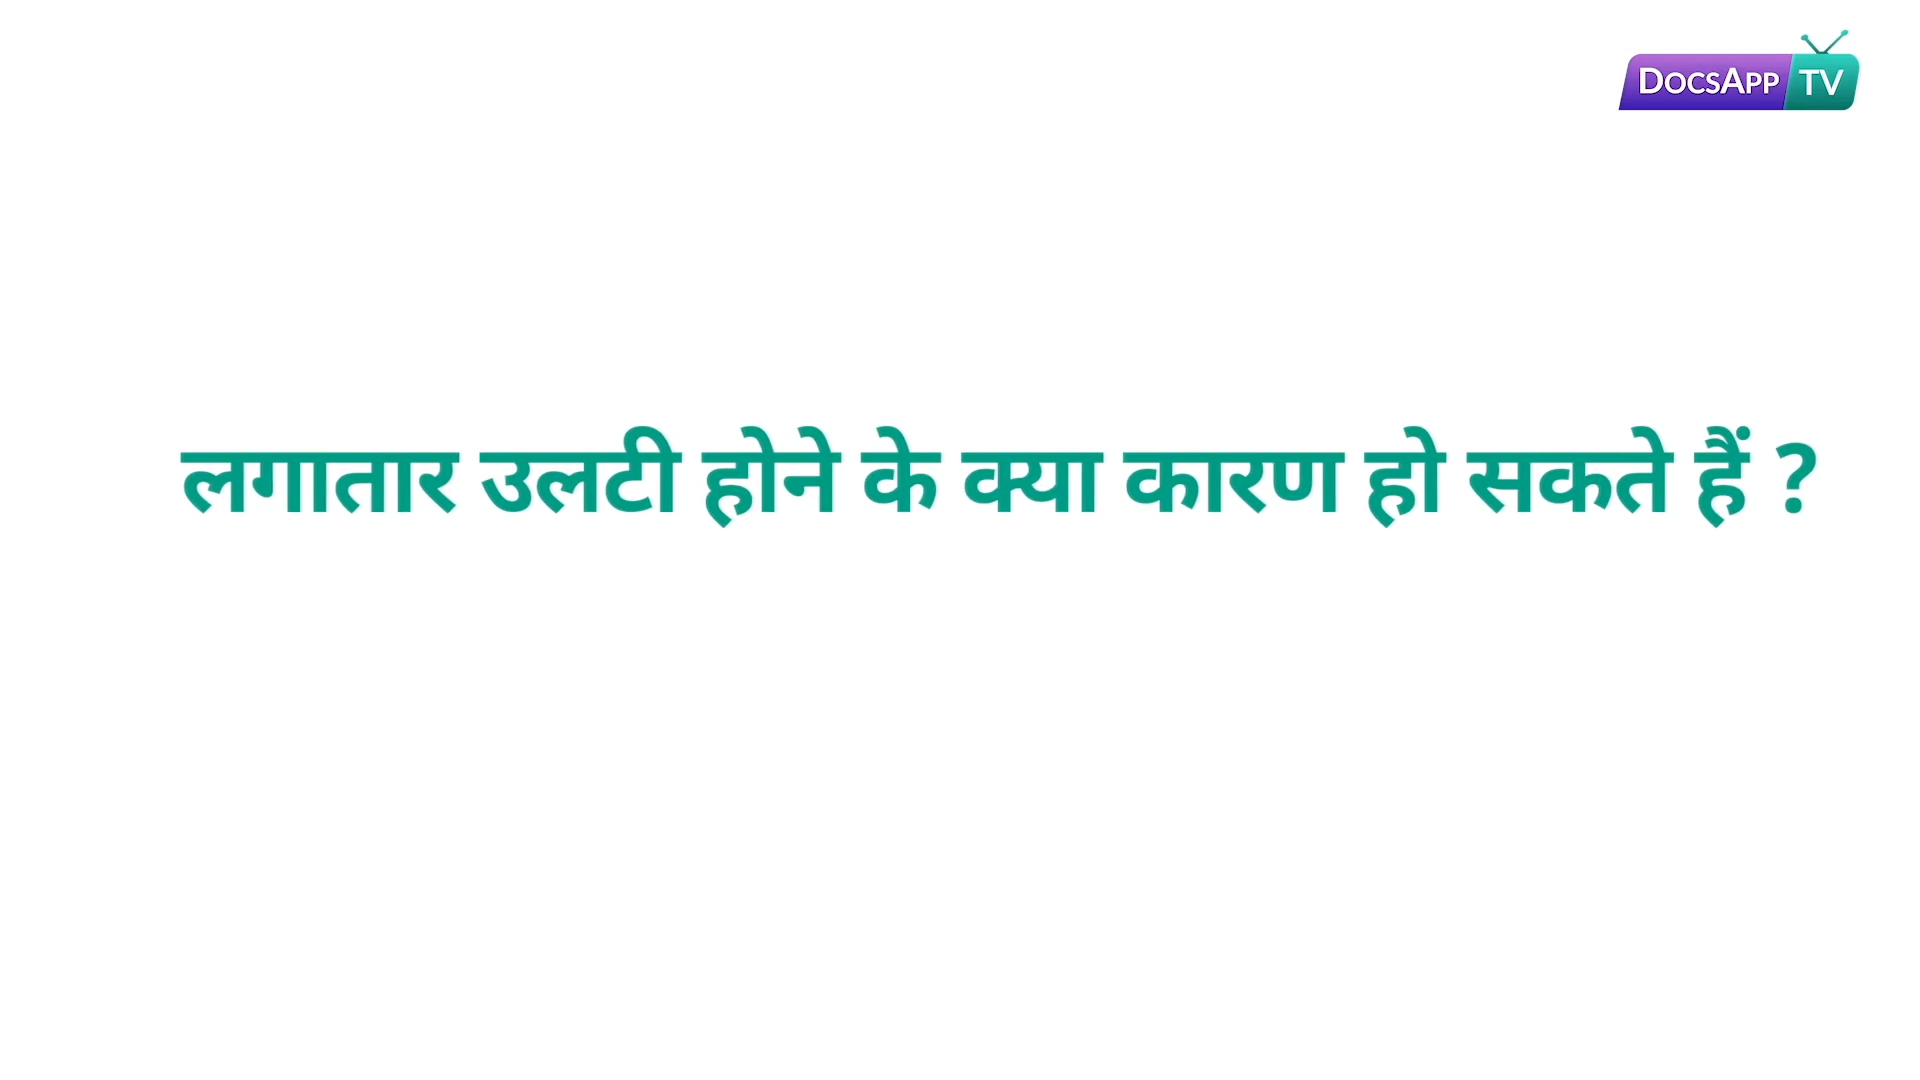 DOCSAPP TV
लगातार उलटी होने के क्या कारण हो सकते हैं ?